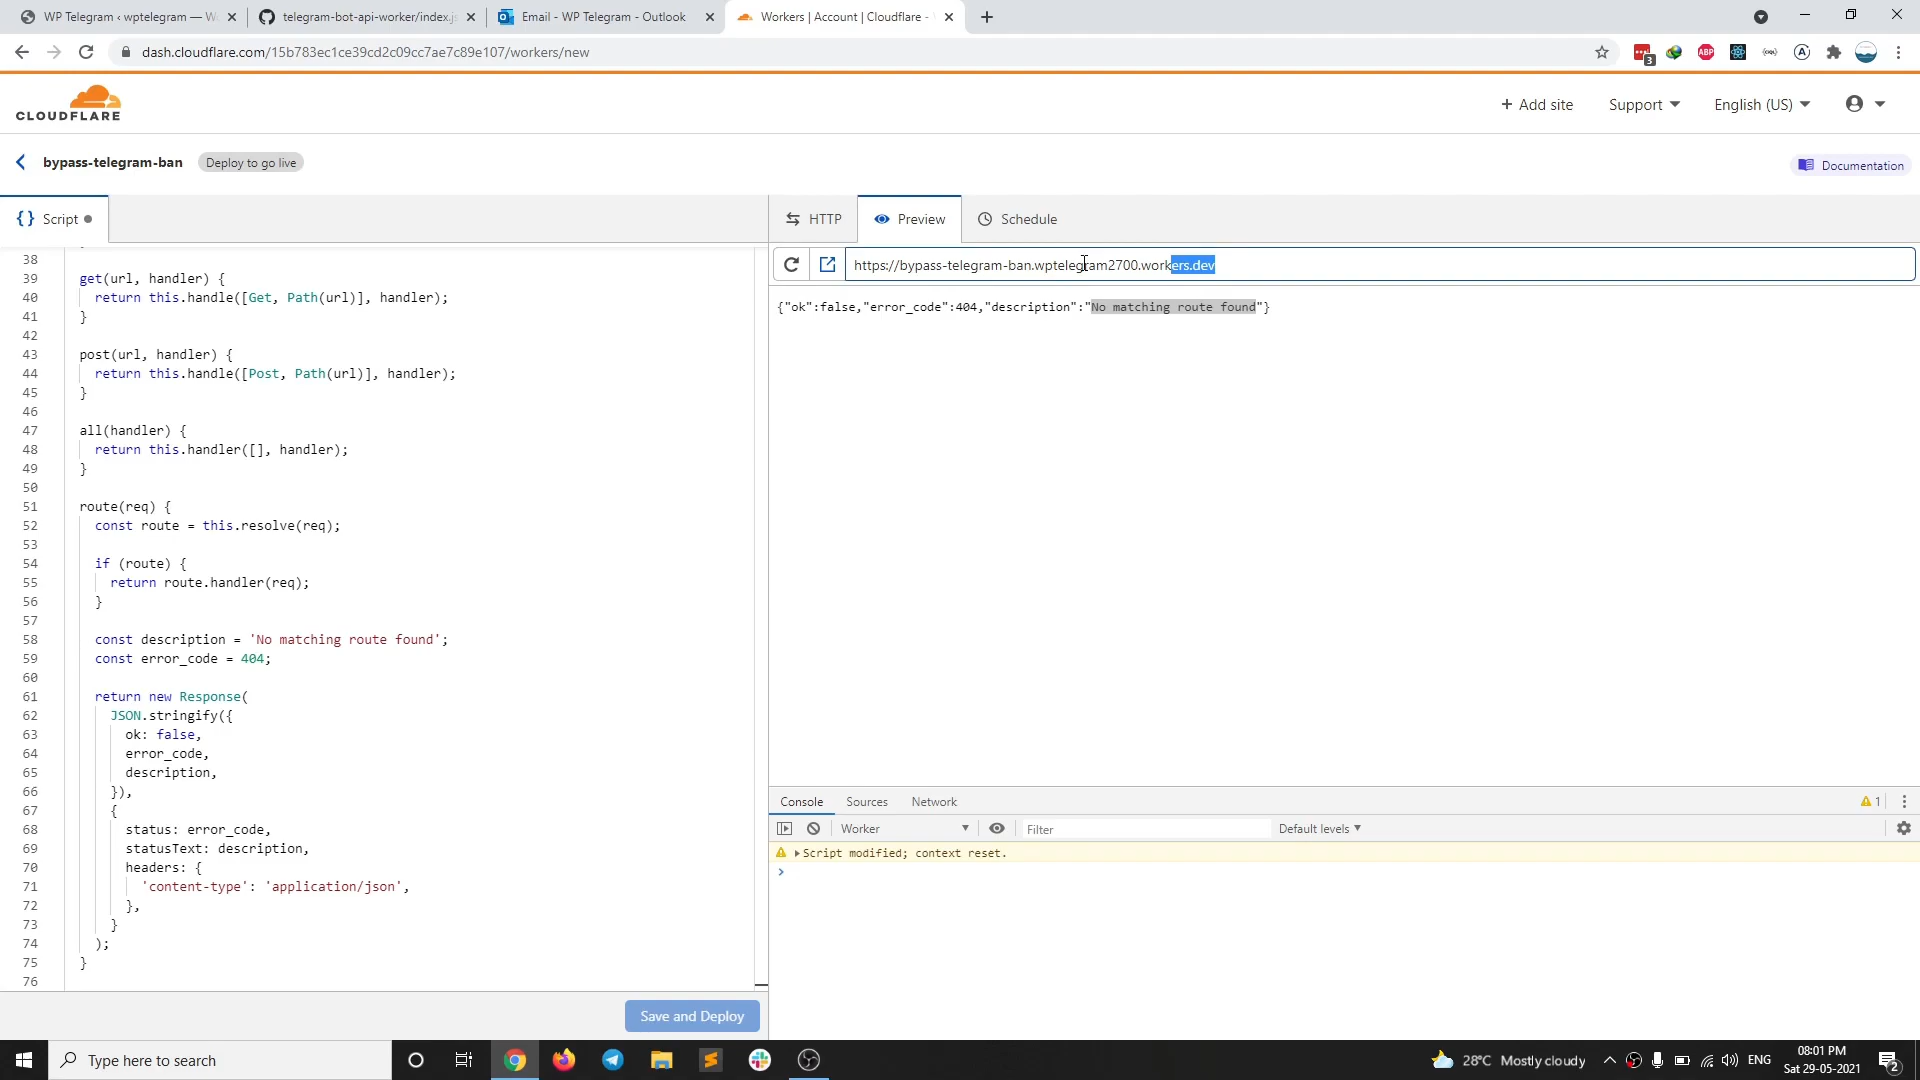 WP Telegram ‹ wptelegram — W
telegram-bot-api-worker/index.js
Email - WP Telegram - Outlook
Workers | Account | Cloudflare -
dash.cloudflare.com/15b783ec1ce39cd2c09cc7ae7c89e107/workers/new
3
ABP
CLOUDFLARE
+ Add site
Support
English (US)
bypass-telegram-ban
Deploy to go live
Documentation
{} Script
HTTP
Preview
Schedule
https://bypass-telegram-ban.wptelegram2700.workers.dev
{"ok":false,"error_code":404,"description":"No matching route found"}
38
39 get(url, handler) {
40 return this.handle([Get, Path(url)], handler);
41 }
42
43 post(url, handler) {
44 return this.handle([Post, Path(url)], handler);
45 }
46
47 all(handler) {
48 return this.handler([], handler);
49 }
50
51 route(req) {
52 const route = this.resolve(req);
53
54 if (route) {
55 return route.handler(req);
56 }
57
58 const description = 'No matching route found';
59 const error_code = 404;
60
61 return new Response(
62 JSON.stringify({
63 ok: false,
64 error_code,
65 description,
66 }),
67 {
68 status: error_code,
69 statusText: description,
70 headers: {
71 'content-type': 'application/json',
72 },
73 }
74 );
75 }
76
Save and Deploy
Console
Sources
Network
1
Worker
Filter
Default levels
Script modified; context reset.
Type here to search
28°C Mostly cloudy
ENG
08:01 PM
Sat 29-05-2021
2